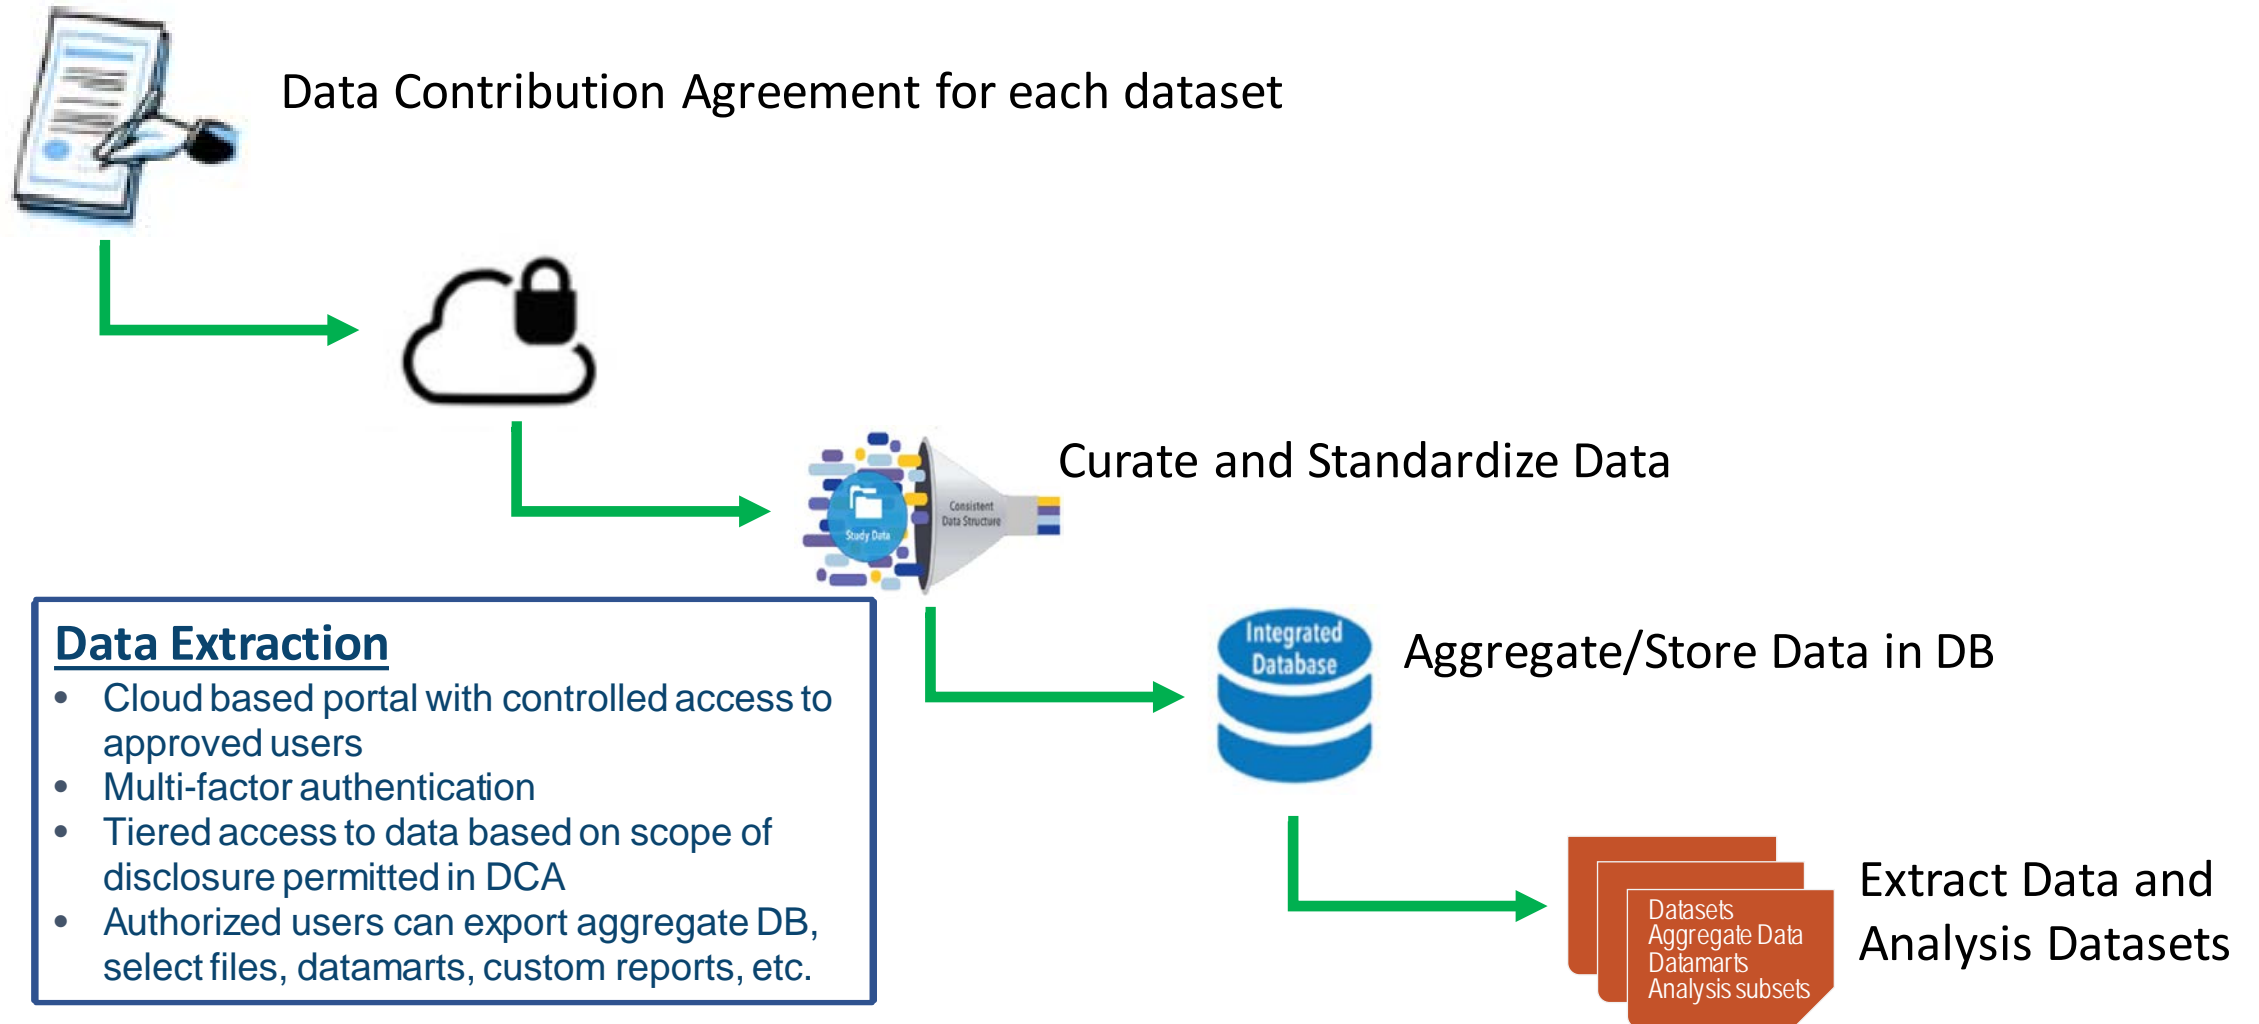 Data Contribution Agreement for each dataset
Curate and Standardize Data
Consistent
Data Structure
Study Data
Integrated
Database
Aggregate/Store Data in DB
Data Extraction
• Cloud based portal with controlled access to
approved users
• Multi-factor authentication
• Tiered access to data based on scope of
disclosure permitted in DCA
• Authorized users can export aggregate DB,
select files, datamarts, custom reports, etc.
Datasets
Aggregate Data
Datamarts
Analysis subsets
Extract Data and
Analysis Datasets